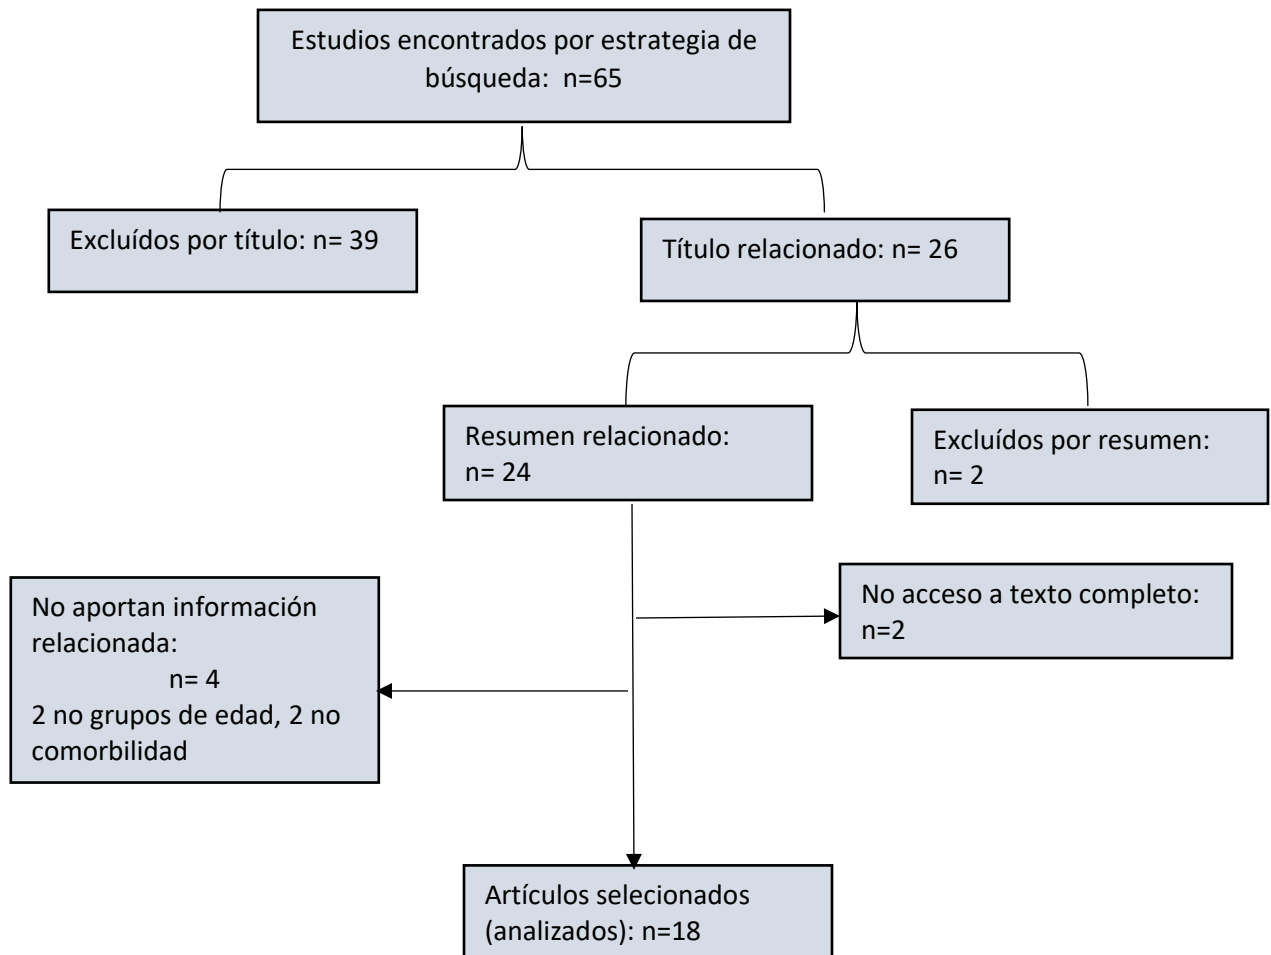 Estudios encontrados por estrategia de
búsqueda: n=65
Excluídos por título: n= 39
Título relacionado: n= 26
Resumen relacionado:
n= 24
Excluídos por resumen:
n= 2
No acceso a texto completo:
n=2
No aportan información
relacionada:
n= 4
2 no grupos de edad, 2 no
comorbilidad
Artículos selecionados
(analizados): n=18